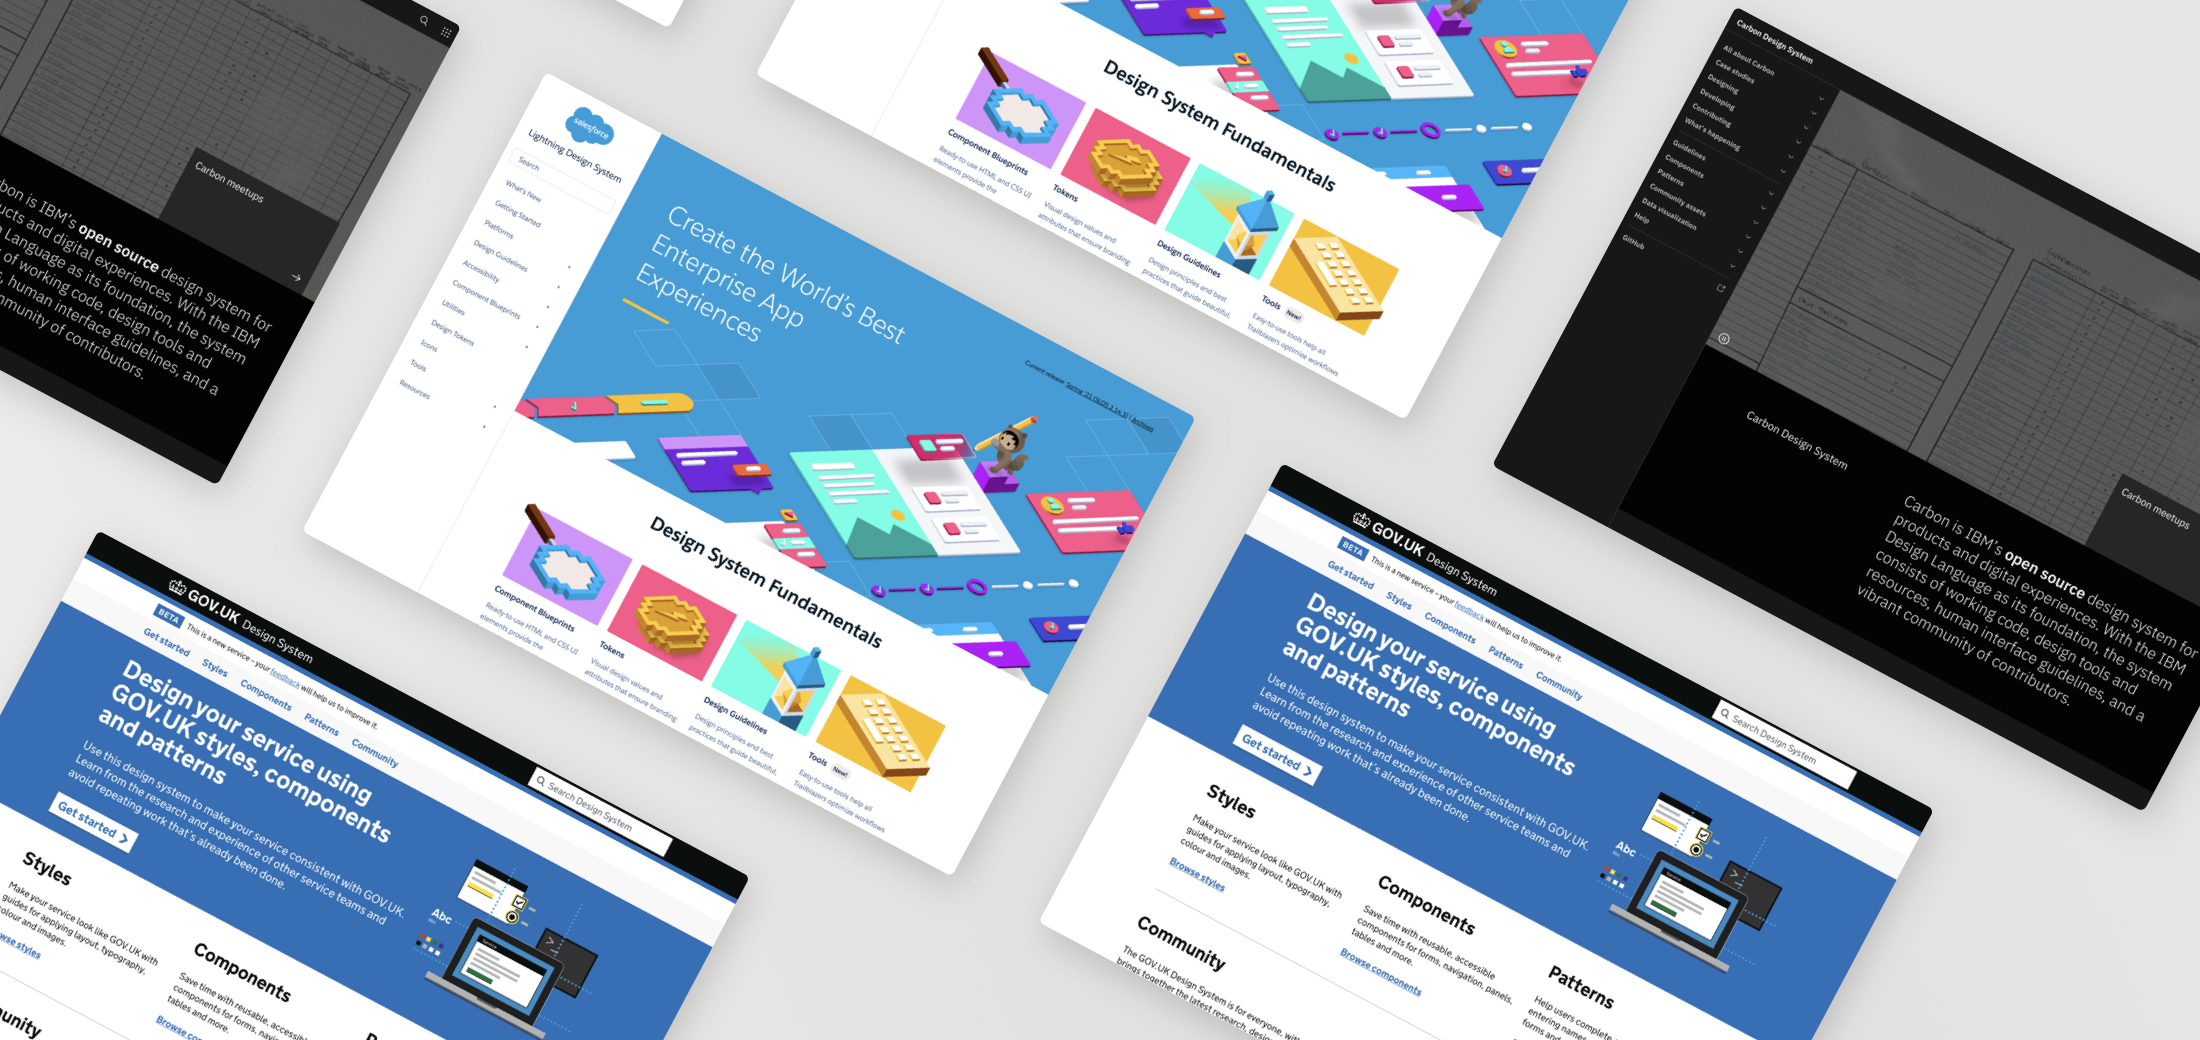 Carbon meetups
bon is IBM's open source design system for
ucts and digital experiences. With the IBM
Language as its foundation, the system
of working code, design tools and
, human interface guidelines, and a
mmunity of contributors.
salesforce
Lightning Design System
Search
What's New
Getting Started
Platforms
Design Guidelines
Accessibility
Component Blueprints
Utilities
Design Tokens
Icons
Tools
Resources
Create the World's Best
Enterprise App
Experiences
Current release: Spring '21 (SLDS 2.14.3) | Archives
Design System Fundamentals
Component Blueprints
Ready-to-use HTML and CSS UI
elements provide the
Tokens
Visual design values and
attributes that ensure branding
Design Guidelines
Design principles and best
practices that guide beautiful,
Tools New!
Easy-to-use tools help all
Trailblazers optimize workflows
Design System Fundamentals
Component Blueprints
Ready-to-use HTML and CSS UI
elements provide the
Tokens
Visual design values and
attributes that ensure branding
Design Guidelines
Design principles and best
practices that guide beautiful,
Tools New!
Easy-to-use tools help all
Trailblazers optimize workflows
Carbon Design System
All about Carbon
Case studies
Designing
Developing
Contributing
What's happening
Guidelines
Components
Patterns
Community assets
Data visualization
Help
GitHub
Carbon Design System
Carbon meetups
Carbon is IBM's open source design system for
products and digital experiences. With the IBM
Design Language as its foundation, the system
consists of working code, design tools and
resources, human interface guidelines, and a
vibrant community of contributors.
GOV.UK Design System
BETA This is a new service – your feedback will help us to improve it.
Get started Styles Components Patterns Community
Search Design System
Design your service using
GOV.UK styles, components
and patterns
Use this design system to make your service consistent with GOV.UK.
Learn from the research and experience of other service teams and
avoid repeating work that's already been done.
Get started
Abc
Styles
Make your service look like GOV.UK with
guides for applying layout, typography,
colour and images.
wse styles
Components
Save time with reusable, accessib
components for forms, navig
tables and more.
Browse co
unity
GOV.UK Design System
BETA This is a new service – your feedback will help us to improve it.
Get started Styles Components Patterns Community
Search Design System
Design your service using
GOV.UK styles, components
and patterns
Use this design system to make your service consistent with GOV.UK.
Learn from the research and experience of other service teams and
avoid repeating work that's already been done.
Get started
Abc
Styles
Make your service look like GOV.UK with
guides for applying layout, typography,
colour and images.
Browse styles
Components
Save time with reusable, accessible
components for forms, navigation, panels,
tables and more.
Browse components
Patterns
Help users complete
entering names
forms and
Community
The GOV.UK Design System is for everyone, with
brings together the latest research, design